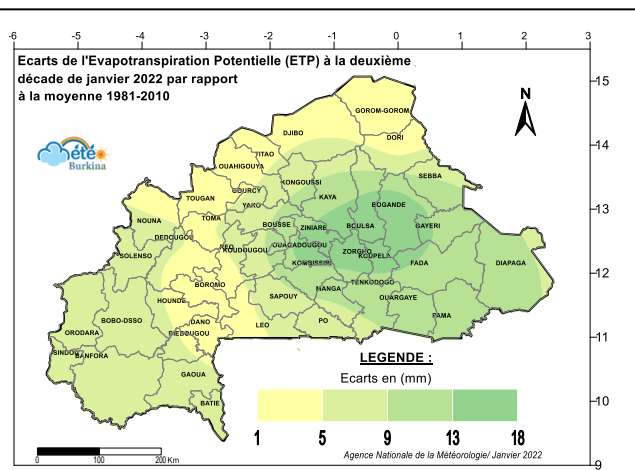 -6 -5 -4 -3 -2 -1 0 1 2 3
Ecarts de l'Evapotranspiration Potentielle (ETP) à la deuxième
décade de janvier 2022 par rapport
à la moyenne 1981-2010
15
N
GOROM-GOROM
DJIBO
DORI
14
été
Burkina
TITAO
OUAHIGOUYA
SEBBA
KONGOUSSI
GOURCY
KAYA
TOUGAN
YAKO
BOGANDE
13
NOUNA
TOMA
BOUSSE
ZINIARE
BOULSA
GAYERI
DEDOUGOU
OUAGADOUGOU
REO
KOUDOUGOU
ZORGHO
KOUPELA
SOLENSO
KOMBISSIRI
FADA
DIAPAGA
12
BOROMO
TENKODOGO
MANGA
HOUNDE
SAPOUY
OUARGAYE
BOBO-DSSO
DANO
LEO
PO
PAMA
ORODARA
DIEBOUGOU
11
SINDOU
BANFORA
LEGENDE :
GAOUA
Ecarts en (mm)
BATIE
10
1 5 9 13 18
Agence Nationale de la Météorologie/ Janvier 2022
0 100 200 Km
9